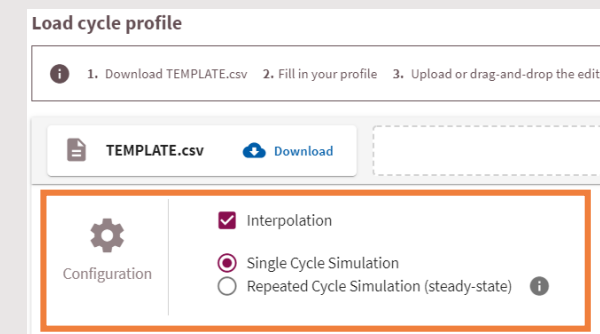 Load cycle profile
1. Download TEMPLATE.csv 2. Fill in your profile 3. Upload or drag-and-drop the edit
TEMPLATE.csv Download
Interpolation
Single Cycle Simulation
Configuration
Repeated Cycle Simulation (steady-state)